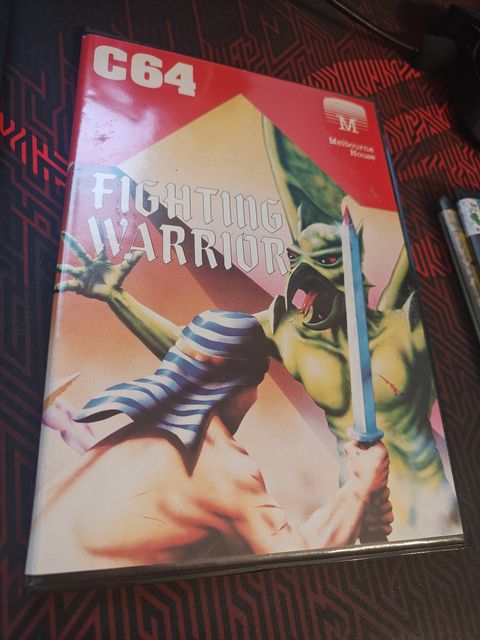 C64
M
Melbourne
House
FIGHTING
WARRIOR